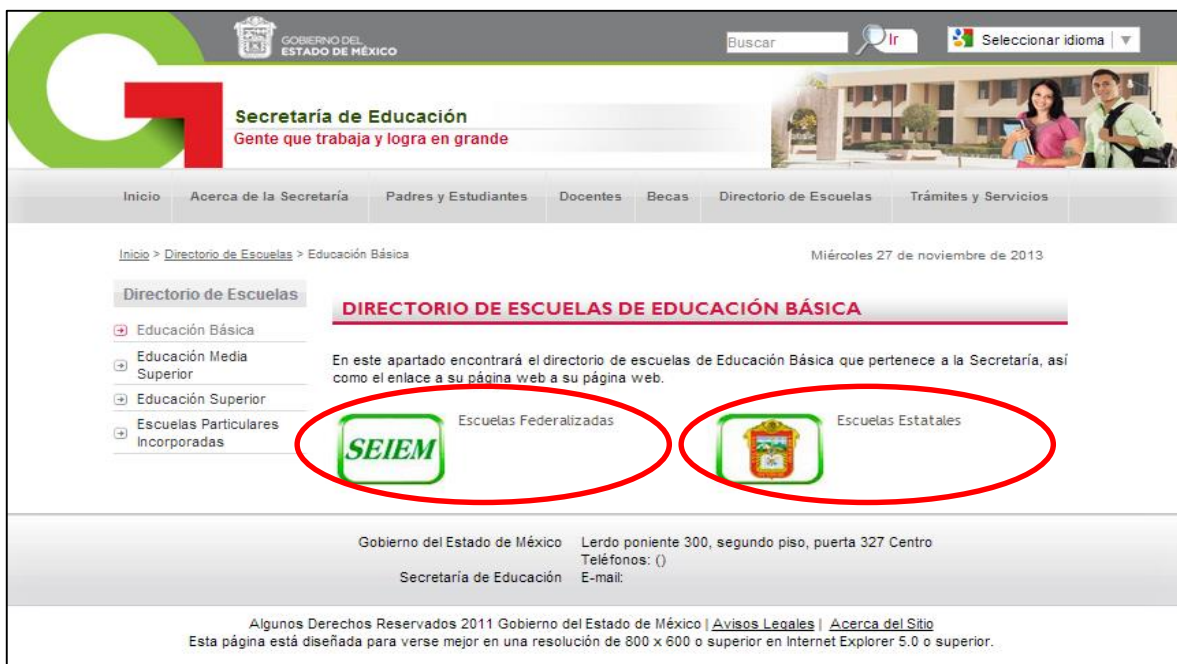 GOBIERNO DEL
ESTADO DE MÉXICO
Buscar
Ir
Seleccionar idioma
Secretaría de Educación
Gente que trabaja y logra en grande
Inicio Acerca de la Secretaría Padres y Estudiantes Docentes Becas Directorio de Escuelas Trámites y Servicios
Inicio > Directorio de Escuelas > Educación Básica
Miércoles 27 de noviembre de 2013
Directorio de Escuelas
Educación Básica
Educación Media
Superior
Educación Superior
Escuelas Particulares
Incorporadas
DIRECTORIO DE ESCUELAS DE EDUCACIÓN BÁSICA
En este apartado encontrará el directorio de escuelas de Educación Básica que pertenece a la Secretaría, así
como el enlace a su página web a su página web.
SEIEM
Escuelas Federalizadas
Escuelas Estatales
Gobierno del Estado de México Lerdo poniente 300, segundo piso, puerta 327 Centro
Teléfonos: ()
Secretaría de Educación E-mail:
Algunos Derechos Reservados 2011 Gobierno del Estado de México | Avisos Legales | Acerca del Sitio
Esta página está diseñada para verse mejor en una resolución de 800 x 600 o superior en Internet Explorer 5.0 o superior.